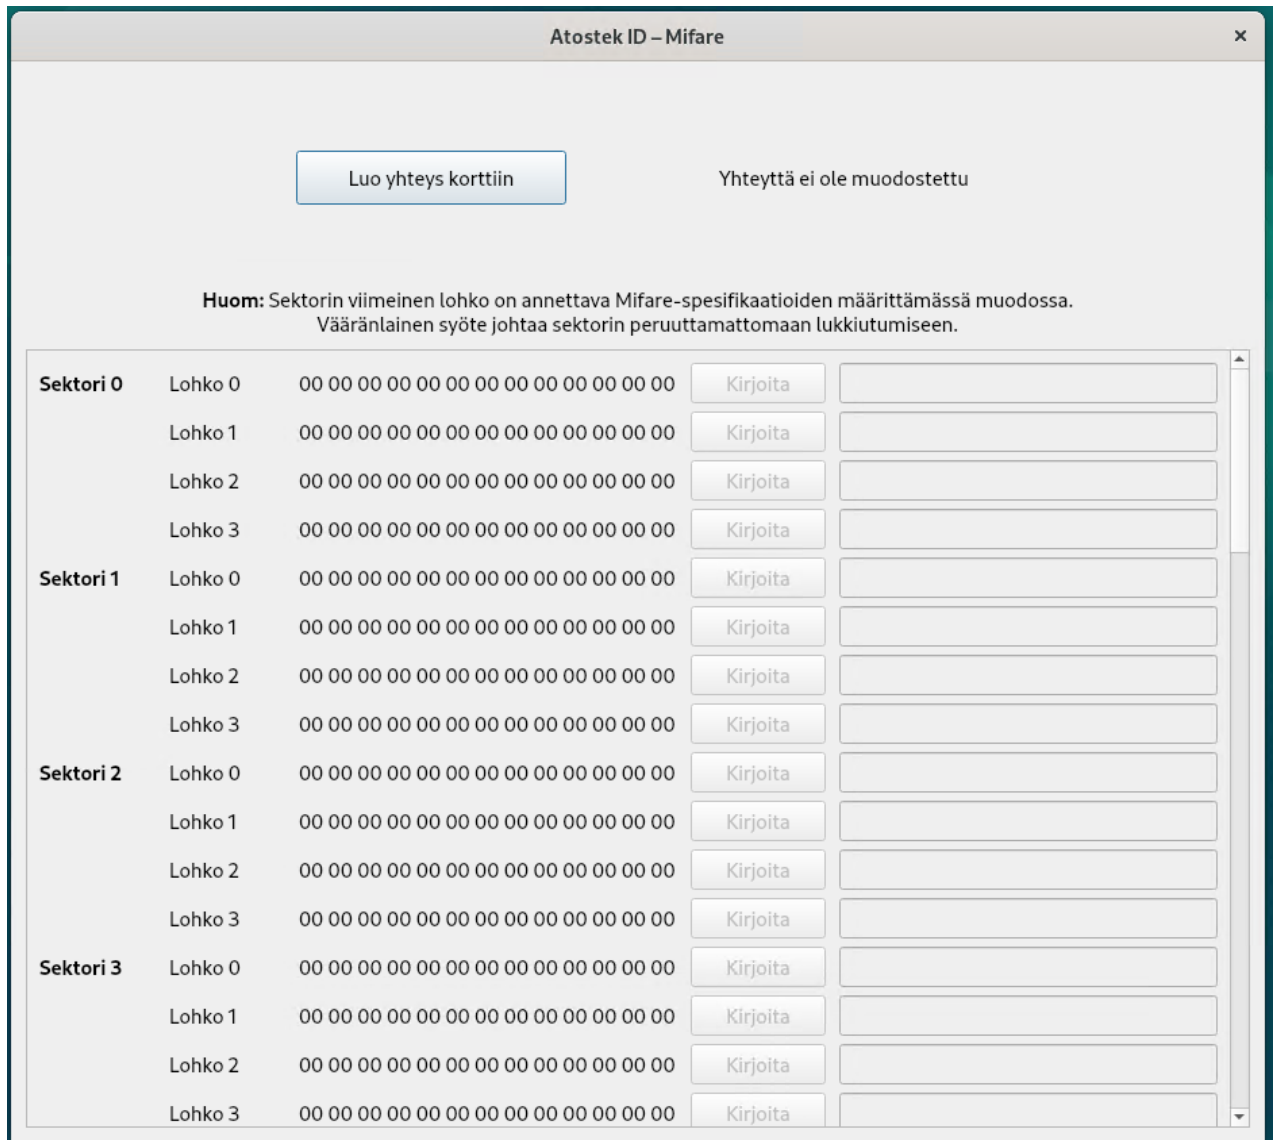 Atostek ID – Mifare
Luo yhteys korttiin
Yhteyttä ei ole muodostettu
Huom: Sektorin viimeinen lohko on annettava Mifare-spesifikaatioiden määrittämässä muodossa.
Vääränlainen syöte johtaa sektorin peruuttamattomaan lukkiutumiseen.
Sektori 0 Lohko 0 00 00 00 00 00 00 00 00 00 00 00 00 00 Kirjoita
Lohko 1 00 00 00 00 00 00 00 00 00 00 00 00 00 Kirjoita
Lohko 2 00 00 00 00 00 00 00 00 00 00 00 00 00 Kirjoita
Lohko 3 00 00 00 00 00 00 00 00 00 00 00 00 00 Kirjoita
Sektori 1 Lohko 0 00 00 00 00 00 00 00 00 00 00 00 00 00 Kirjoita
Lohko 1 00 00 00 00 00 00 00 00 00 00 00 00 00 Kirjoita
Lohko 2 00 00 00 00 00 00 00 00 00 00 00 00 00 Kirjoita
Lohko 3 00 00 00 00 00 00 00 00 00 00 00 00 00 Kirjoita
Sektori 2 Lohko 0 00 00 00 00 00 00 00 00 00 00 00 00 00 Kirjoita
Lohko 1 00 00 00 00 00 00 00 00 00 00 00 00 00 Kirjoita
Lohko 2 00 00 00 00 00 00 00 00 00 00 00 00 00 Kirjoita
Lohko 3 00 00 00 00 00 00 00 00 00 00 00 00 00 Kirjoita
Sektori 3 Lohko 0 00 00 00 00 00 00 00 00 00 00 00 00 00 Kirjoita
Lohko 1 00 00 00 00 00 00 00 00 00 00 00 00 00 Kirjoita
Lohko 2 00 00 00 00 00 00 00 00 00 00 00 00 00 Kirjoita
Lohko 3 00 00 00 00 00 00 00 00 00 00 00 00 00 Kirjoita